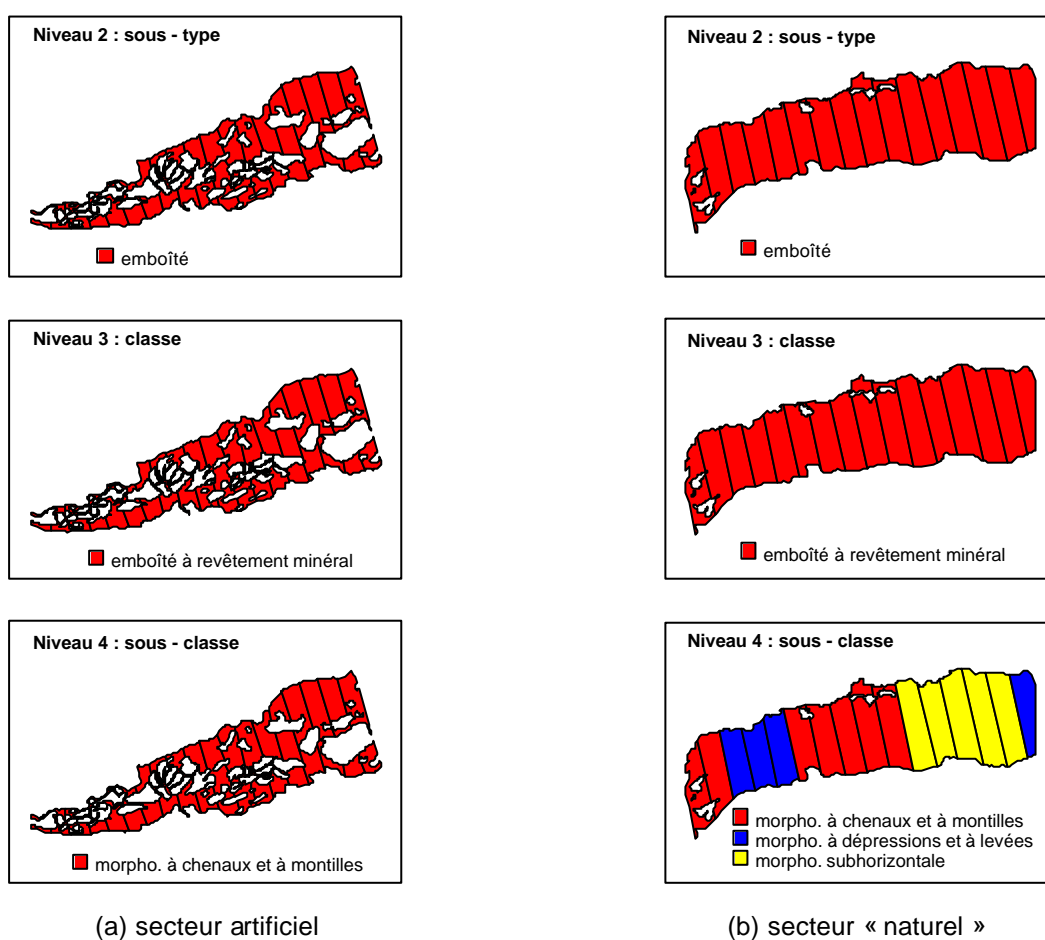 Niveau 2 : sous - type
emboîté
Niveau 3 : classe
emboîté à revêtement minéral
Niveau 4 : sous - classe
morpho. à chenaux et à montilles
(a) secteur artificiel
Niveau 2 : sous - type
emboîté
Niveau 3 : classe
emboîté à revêtement minéral
Niveau 4 : sous - classe
morpho. à chenaux et à montilles
morpho. à dépressions et à levées
morpho. subhorizontale
(b) secteur « naturel »